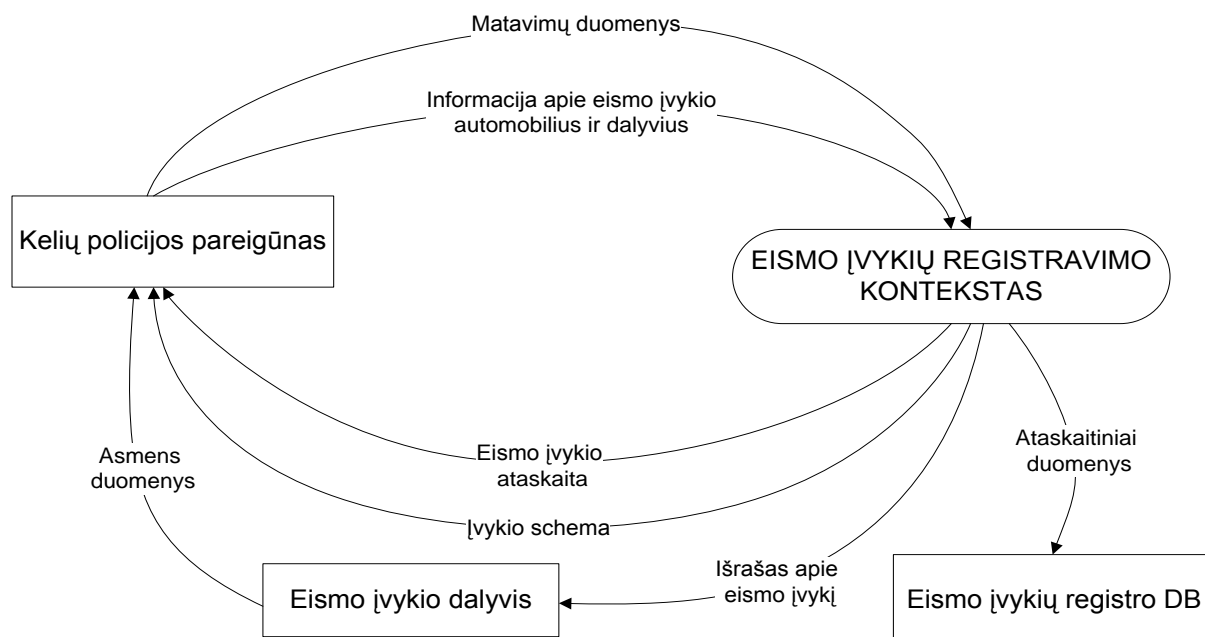 Matavimų duomenys
Informacija apie eismo įvykio
automobilius ir dalyvius
Kelių policijos pareigūnas
EISMO ĮVYKIŲ REGISTRAVIMO
KONTEKSTAS
Asmens
duomenys
Eismo įvykio
ataskaita
Ataskaitiniai
duomenys
Įvykio schema
Išrašas apie
eismo įvykį
Eismo įvykio dalyvis
Eismo įvykių registro DB